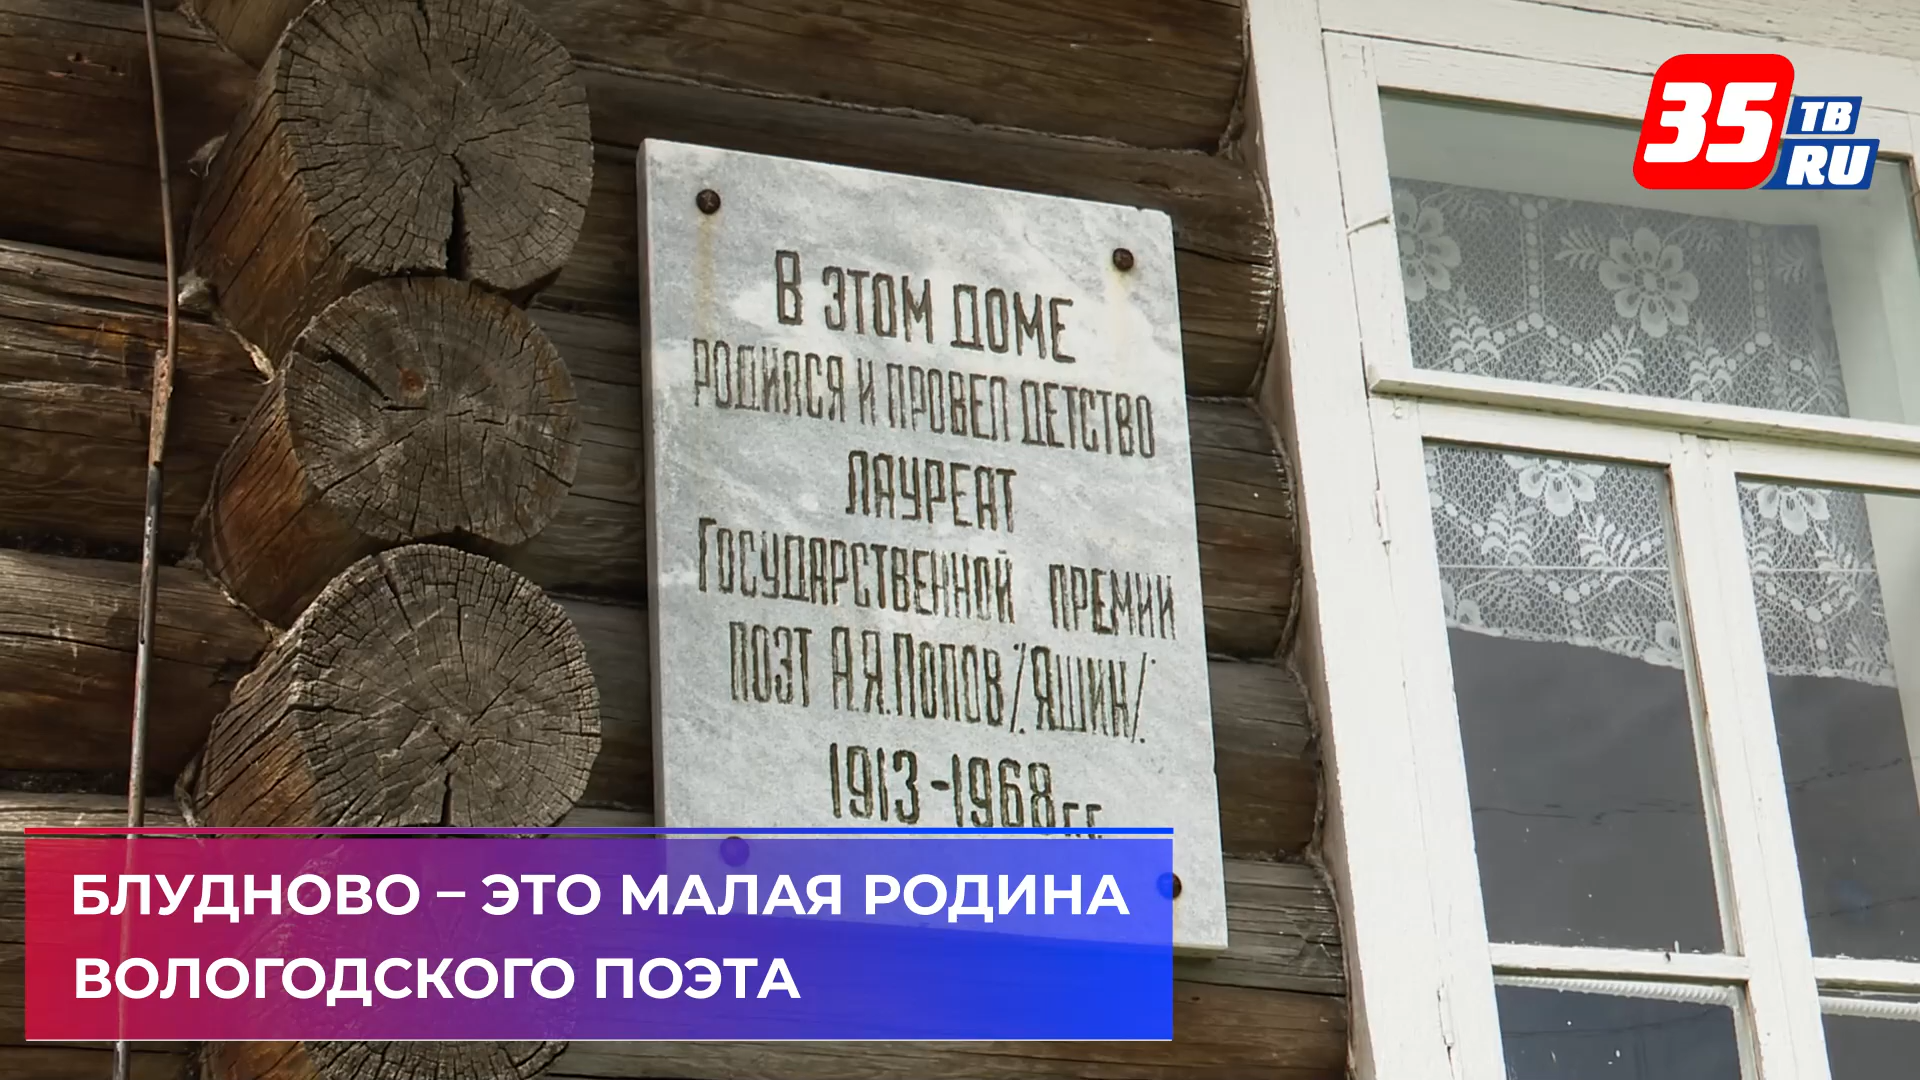 35 ТВ
RU
В ЭТОМ ДОМЕ
РОДИЛСЯ И ПРОВЕЛ ДЕТСТВО
ЛАУРЕАТ
ГОСУДАРСТВЕННОЙ ПРЕМИИ
ПОЭТ А.Я.ПОПОВ /ЯШИН/
1913-1968 г.г.
БЛУДНОВО – ЭТО МАЛАЯ РОДИНА
ВОЛОГОДСКОГО ПОЭТА